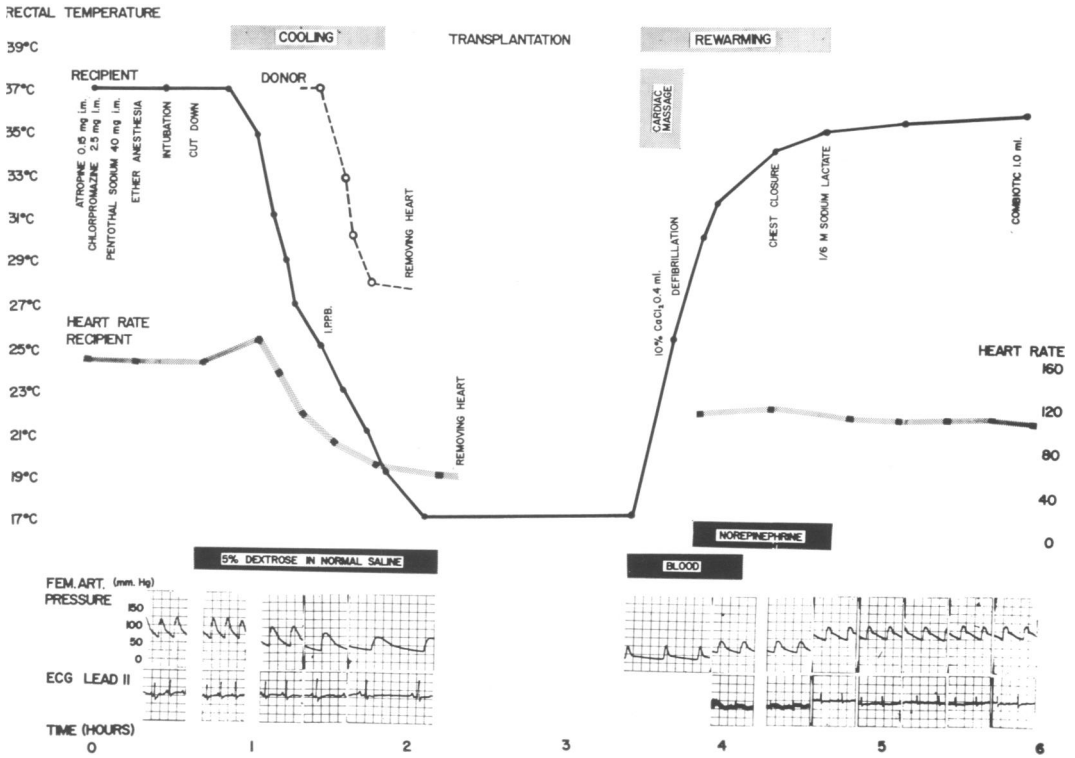 RECTAL TEMPERATURE
COOLING
TRANSPLANTATION
REWARMING
39°C
37°C
35°C
33°C
31°C
29°C
27°C
25°C
23°C
21°C
19°C
17°C
RECIPIENT
DONOR
ATROPINE 0.15 mg i.m.
CHLORPROMAZINE 2.5 mg i.m.
PENTOTHAL SODIUM 40 mg i.m.
ETHER ANESTHESIA
INTUBATION
CUT DOWN
I.P.P.B.
REMOVING HEART
REMOVING HEART
CARDIAC
MASSAGE
10% CaCl₂ 0.4 ml.
DEFIBRILLATION
CHEST CLOSURE
1/6 M SODIUM LACTATE
COMBIOTIC 1.0 ml.
HEART RATE
RECIPIENT
HEART RATE
160
120
80
40
0
5% DEXTROSE IN NORMAL SALINE
NOREPINEPHRINE
BLOOD
FEM. ART. (mm. Hg)
PRESSURE
150
100
50
0
ECG LEAD II
TIME (HOURS)
0 1 2 3 4 5 6